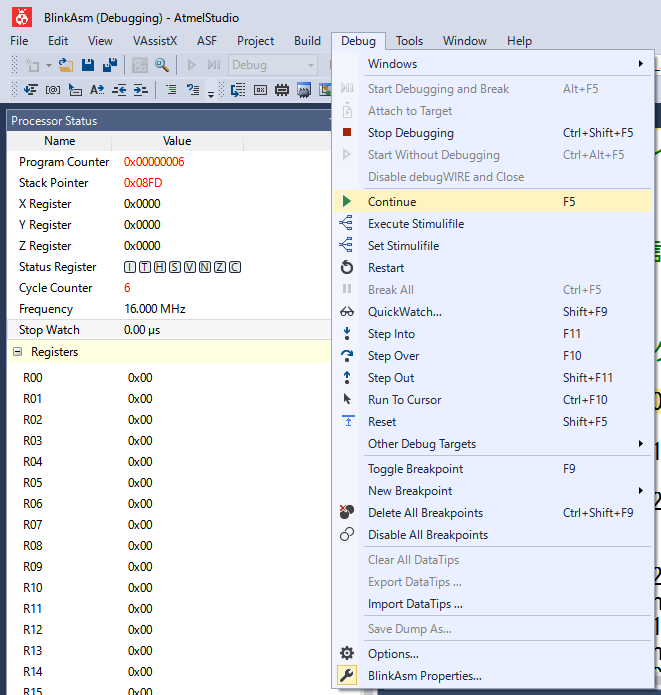 BlinkAsm (Debugging) - AtmelStudio
File Edit View VAssistX ASF Project Build Debug Tools Window Help
Debug
Processor Status
Name Value
Program Counter 0x00000006
Stack Pointer 0x08FD
X Register 0x0000
Y Register 0x0000
Z Register 0x0000
Status Register I T H S V N Z C
Cycle Counter 6
Frequency 16.000 MHz
Stop Watch 0.00 µs
Registers
R00 0x00
R01 0x00
R02 0x00
R03 0x00
R04 0x00
R05 0x00
R06 0x00
R07 0x00
R08 0x00
R09 0x00
R10 0x00
R11 0x00
R12 0x00
R13 0x00
R14 0x00
R15 0x00
Windows
Start Debugging and Break Alt+F5
Attach to Target
Stop Debugging Ctrl+Shift+F5
Start Without Debugging Ctrl+Alt+F5
Disable debugWIRE and Close
Continue F5
Execute Stimulifile
Set Stimulifile
Restart
Break All Ctrl+F5
QuickWatch... Shift+F9
Step Into F11
Step Over F10
Step Out Shift+F11
Run To Cursor Ctrl+F10
Reset Shift+F5
Other Debug Targets
Toggle Breakpoint F9
New Breakpoint
Delete All Breakpoints Ctrl+Shift+F9
Disable All Breakpoints
Clear All DataTips
Export DataTips ...
Import DataTips ...
Save Dump As...
Options...
BlinkAsm Properties...